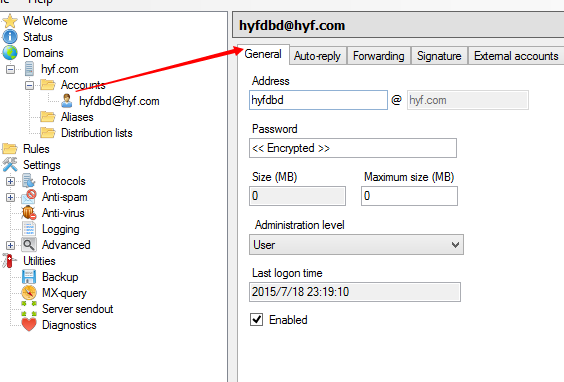 Help
Welcome
Status
Domains
hyf.com
Accounts
hyfdbd@hyf.com
Aliases
Distribution lists
Rules
Settings
Protocols
Anti-spam
Anti-virus
Logging
Advanced
Utilities
Backup
MX-query
Server sendout
Diagnostics
hyfdbd@hyf.com
General Auto-reply Forwarding Signature External accounts
Address
hyfdbd @ hyf.com
Password
<< Encrypted >>
Size (MB) Maximum size (MB)
0 0
Administration level
User
Last logon time
2015/7/18 23:19:10
Enabled